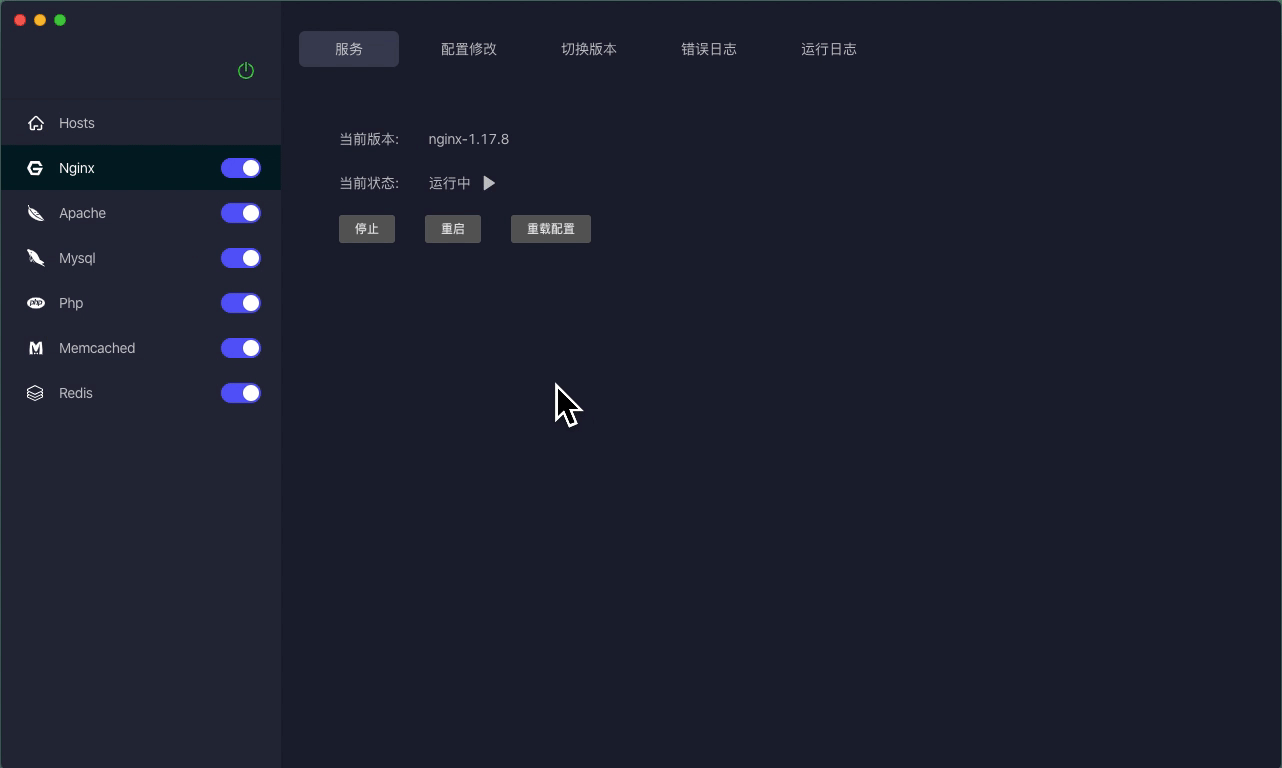 服务 配置修改 切换版本 错误日志 运行日志
Hosts
Nginx
Apache
Mysql
php Php
Memcached
Redis
当前版本: nginx-1.17.8
当前状态: 运行中
停止 重启 重载配置